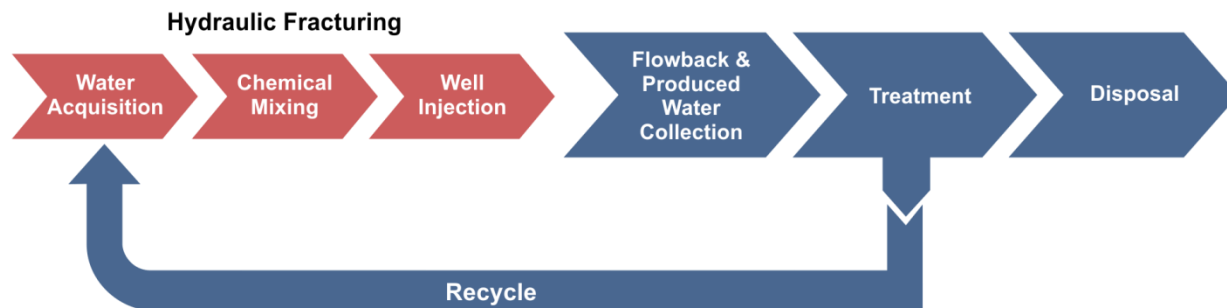 Hydraulic Fracturing
Water
Acquisition
Chemical
Mixing
Well
Injection
Flowback &
Produced
Water
Collection
Treatment
Disposal
Recycle